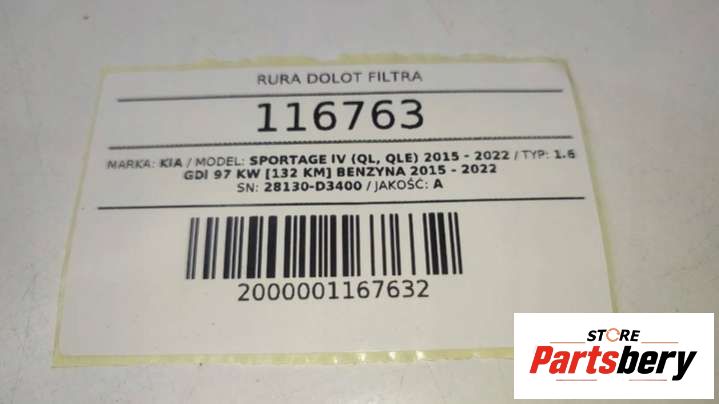 RURA DOLOT FILTRA
116763
MARKA: KIA / MODEL: SPORTAGE IV (QL, QLE) 2015 - 2022 / TYP: 1.6
GDI 97 KW [132 KM] BENZYNA 2015 - 2022
SN: 28130-D3400 / JAKOŚĆ: A
2000001167632
STORE
Partsbery